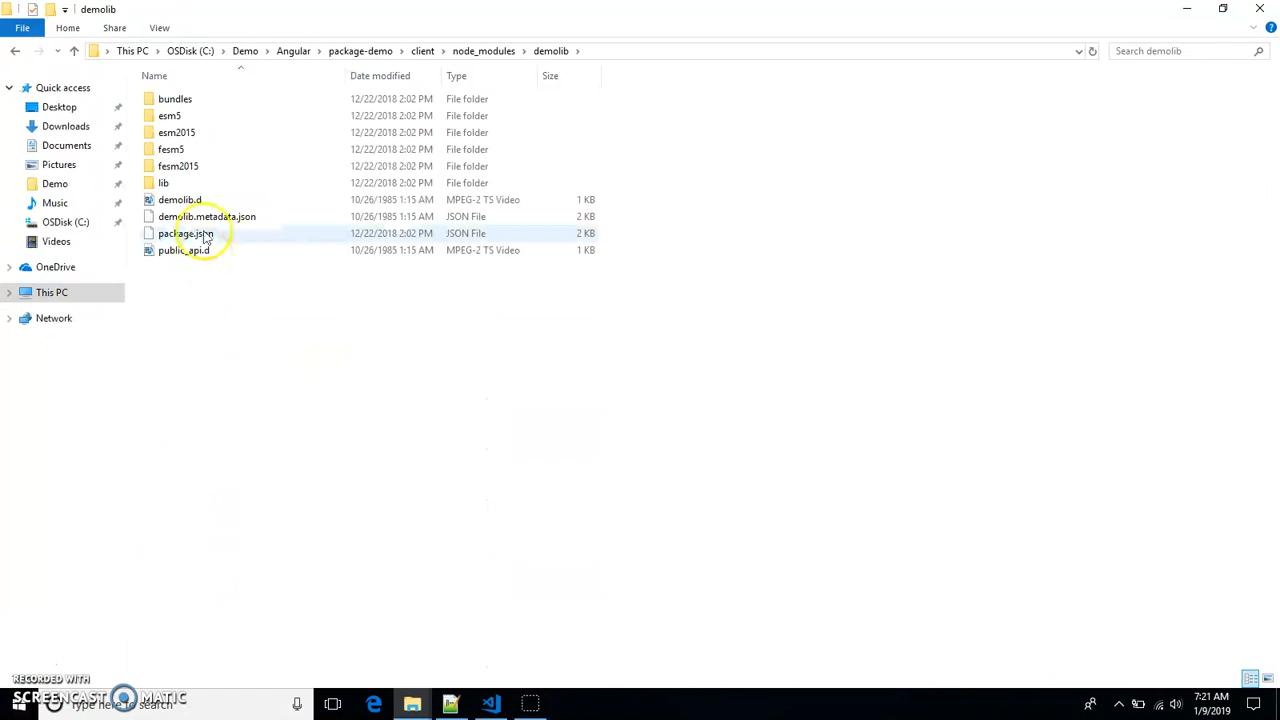 demolib
File Home Share View
This PC OSDisk (C:) Demo Angular package-demo client node_modules demolib Search demolib
Name Date modified Type Size
Quick access
Desktop
Downloads
Documents
Pictures
Demo
Music
OSDisk (C:)
Videos
OneDrive
This PC
Network
bundles 12/22/2018 2:02 PM File folder
esm5 12/22/2018 2:02 PM File folder
esm2015 12/22/2018 2:02 PM File folder
fesm5 12/22/2018 2:02 PM File folder
fesm2015 12/22/2018 2:02 PM File folder
lib 12/22/2018 2:02 PM File folder
demolib.d 10/26/1985 1:15 AM MPEG-2 TS Video 1 KB
demolib.metadata.json 10/26/1985 1:15 AM JSON File 2 KB
package.json 12/22/2018 2:02 PM JSON File 2 KB
public_api.d 10/26/1985 1:15 AM MPEG-2 TS Video 1 KB
RECORDED WITH
SCREENCAST MATIC
Type here to search
7:21 AM
1/9/2019